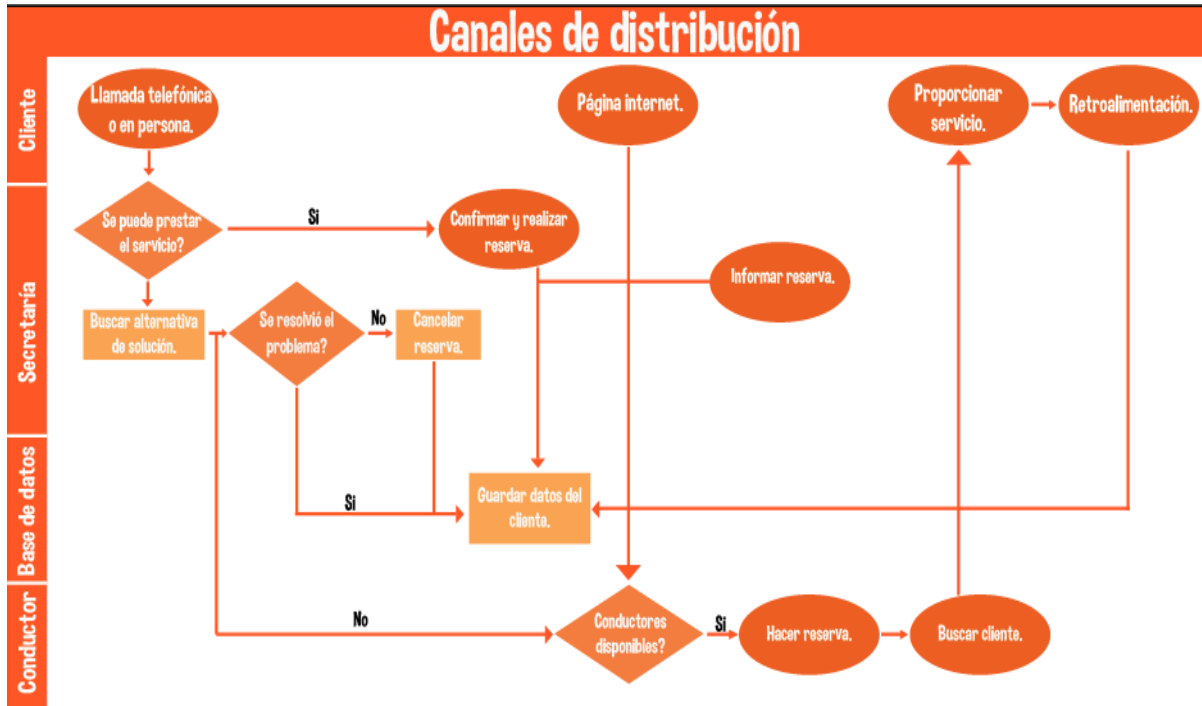 Canales de distribución
Cliente
Llamada telefónica
o en persona.
Página internet.
Proporcionar
servicio.
Retroalimentación.
Secretaría
Se puede prestar
el servicio?
Si
Confirmar y realizar
reserva.
Informar reserva.
Buscar alternativa
de solución.
Se resolvió el
problema?
No
Cancelar
reserva.
Base de datos
Si
Guardar datos del
cliente.
Conductor
No
Conductores
disponibles?
Si
Hacer reserva.
Buscar cliente.